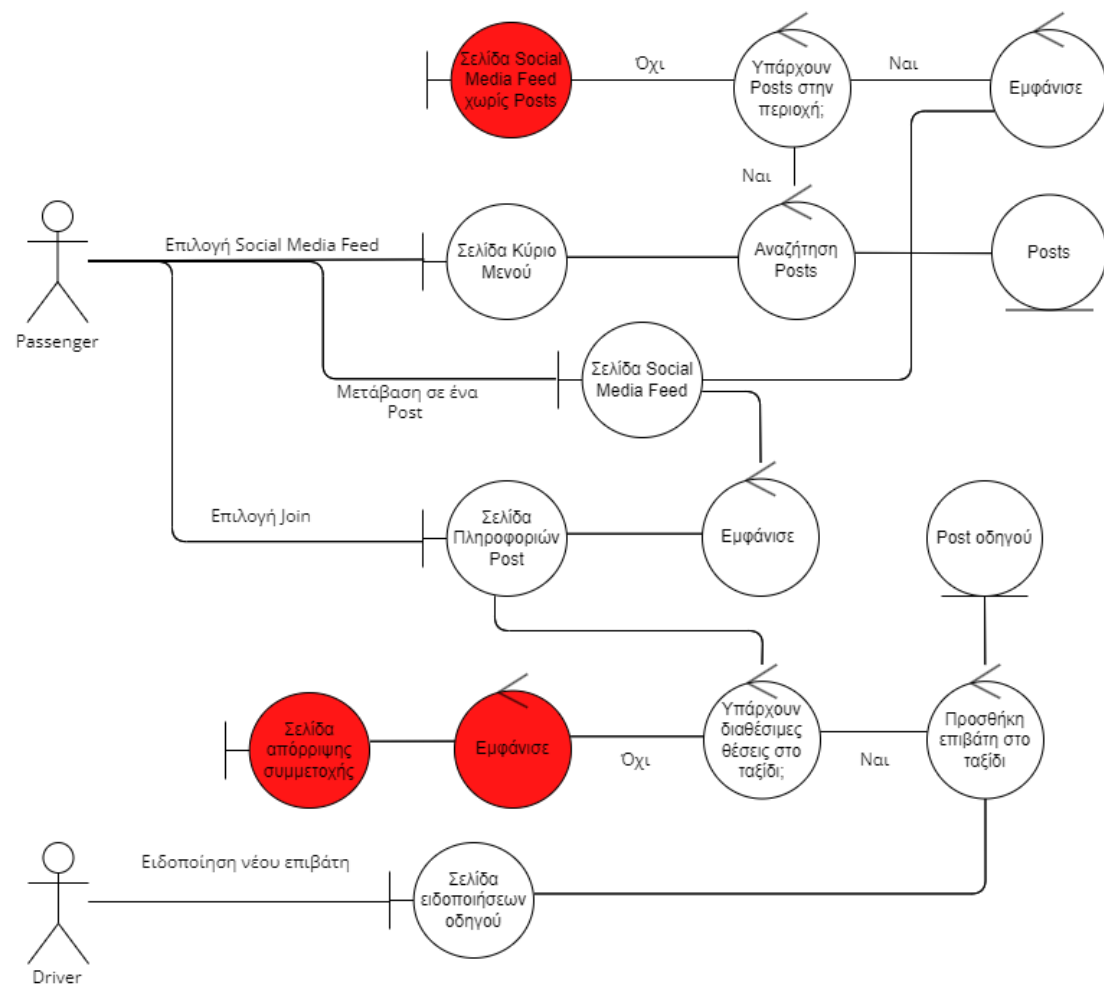 Σελίδα Social
Media Feed
χωρίς Posts
Όχι
Υπάρχουν
Posts στην
περιοχή;
Ναι
Εμφάνισε
Ναι
Passenger
Επιλογή Social Media Feed
Σελίδα Κύριο
Μενού
Αναζήτηση
Posts
Posts
Μετάβαση σε ένα
Post
Σελίδα Social
Media Feed
Επιλογή Join
Σελίδα
Πληροφοριών
Post
Εμφάνισε
Post οδηγού
Σελίδα
απόρριψης
συμμετοχής
Εμφάνισε
Όχι
Υπάρχουν
διαθέσιμες
θέσεις στο
ταξίδι;
Ναι
Προσθήκη
επιβάτη στο
ταξίδι
Driver
Ειδοποίηση νέου επιβάτη
Σελίδα
ειδοποιήσεων
οδηγού